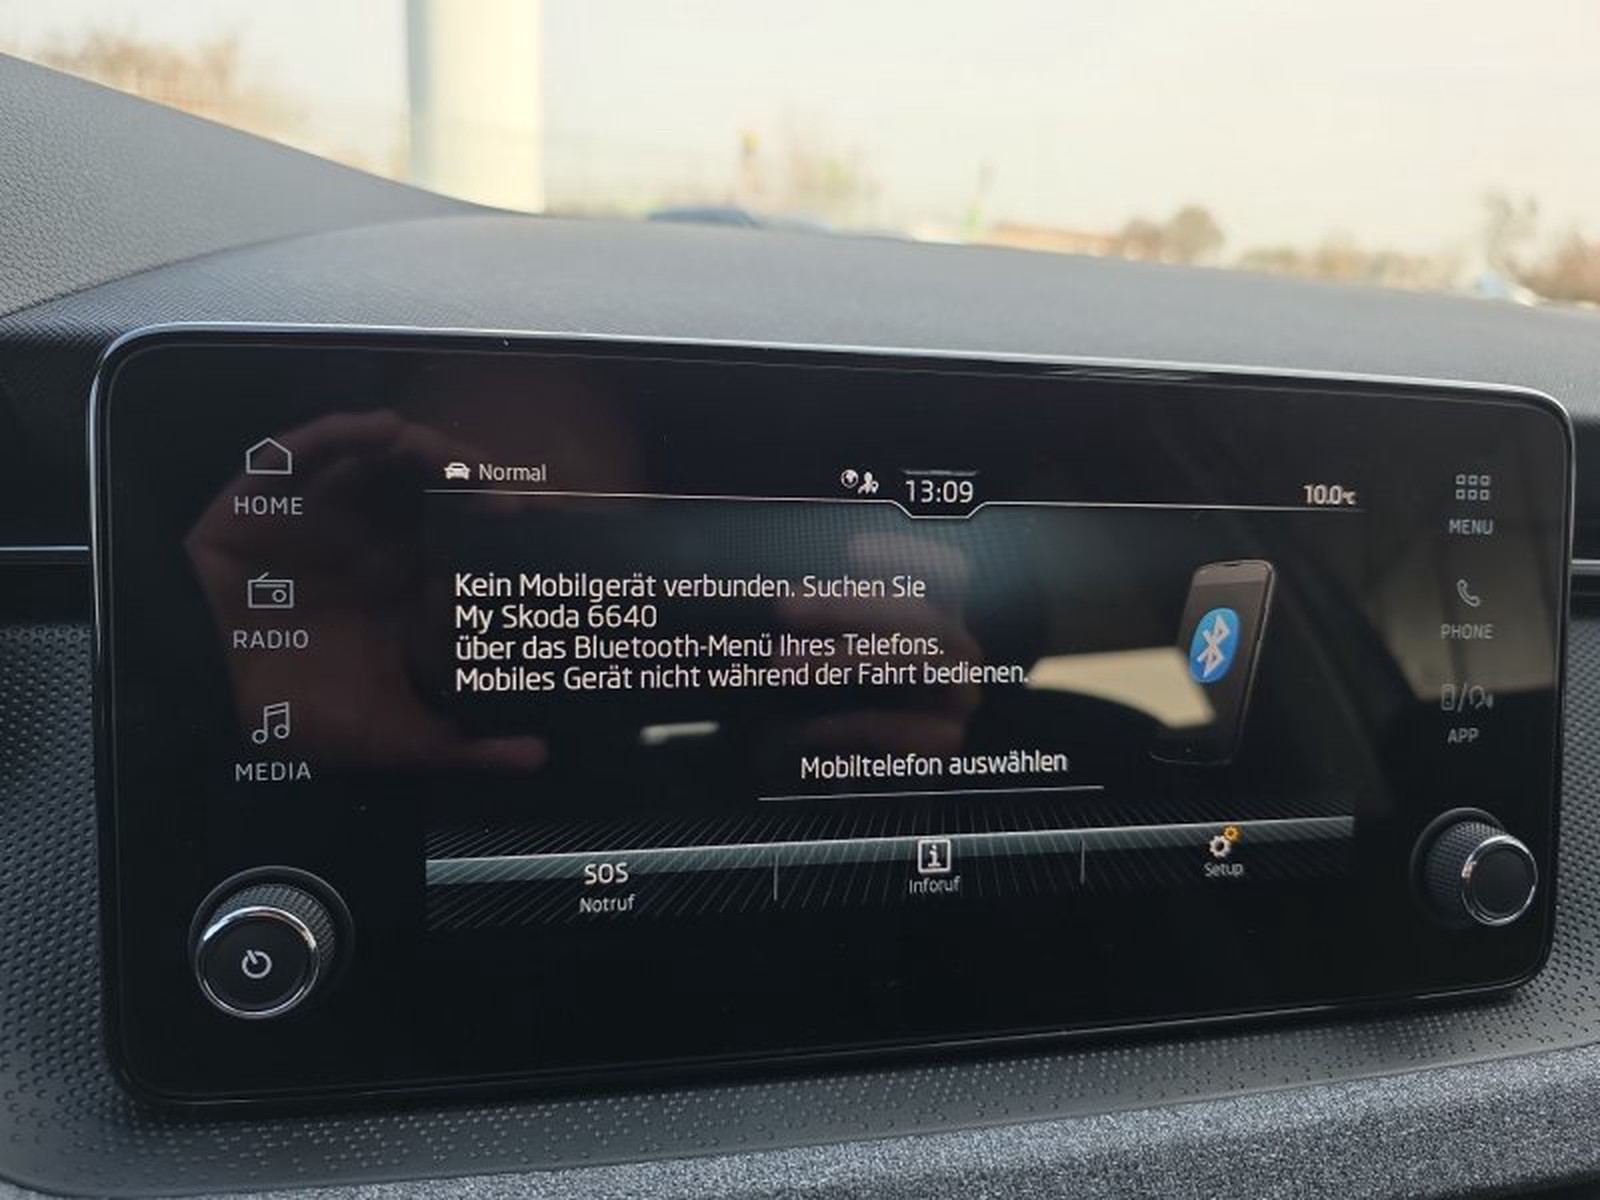 Normal
13:09
10.0°C
HOME
RADIO
MEDIA
Kein Mobilgerät verbunden. Suchen Sie
My Skoda 6640
über das Bluetooth-Menü Ihres Telefons.
Mobiles Gerät nicht während der Fahrt bedienen.
Mobiltelefon auswählen
SOS
Notruf
Inforuf
Setup
MENU
PHONE
APP